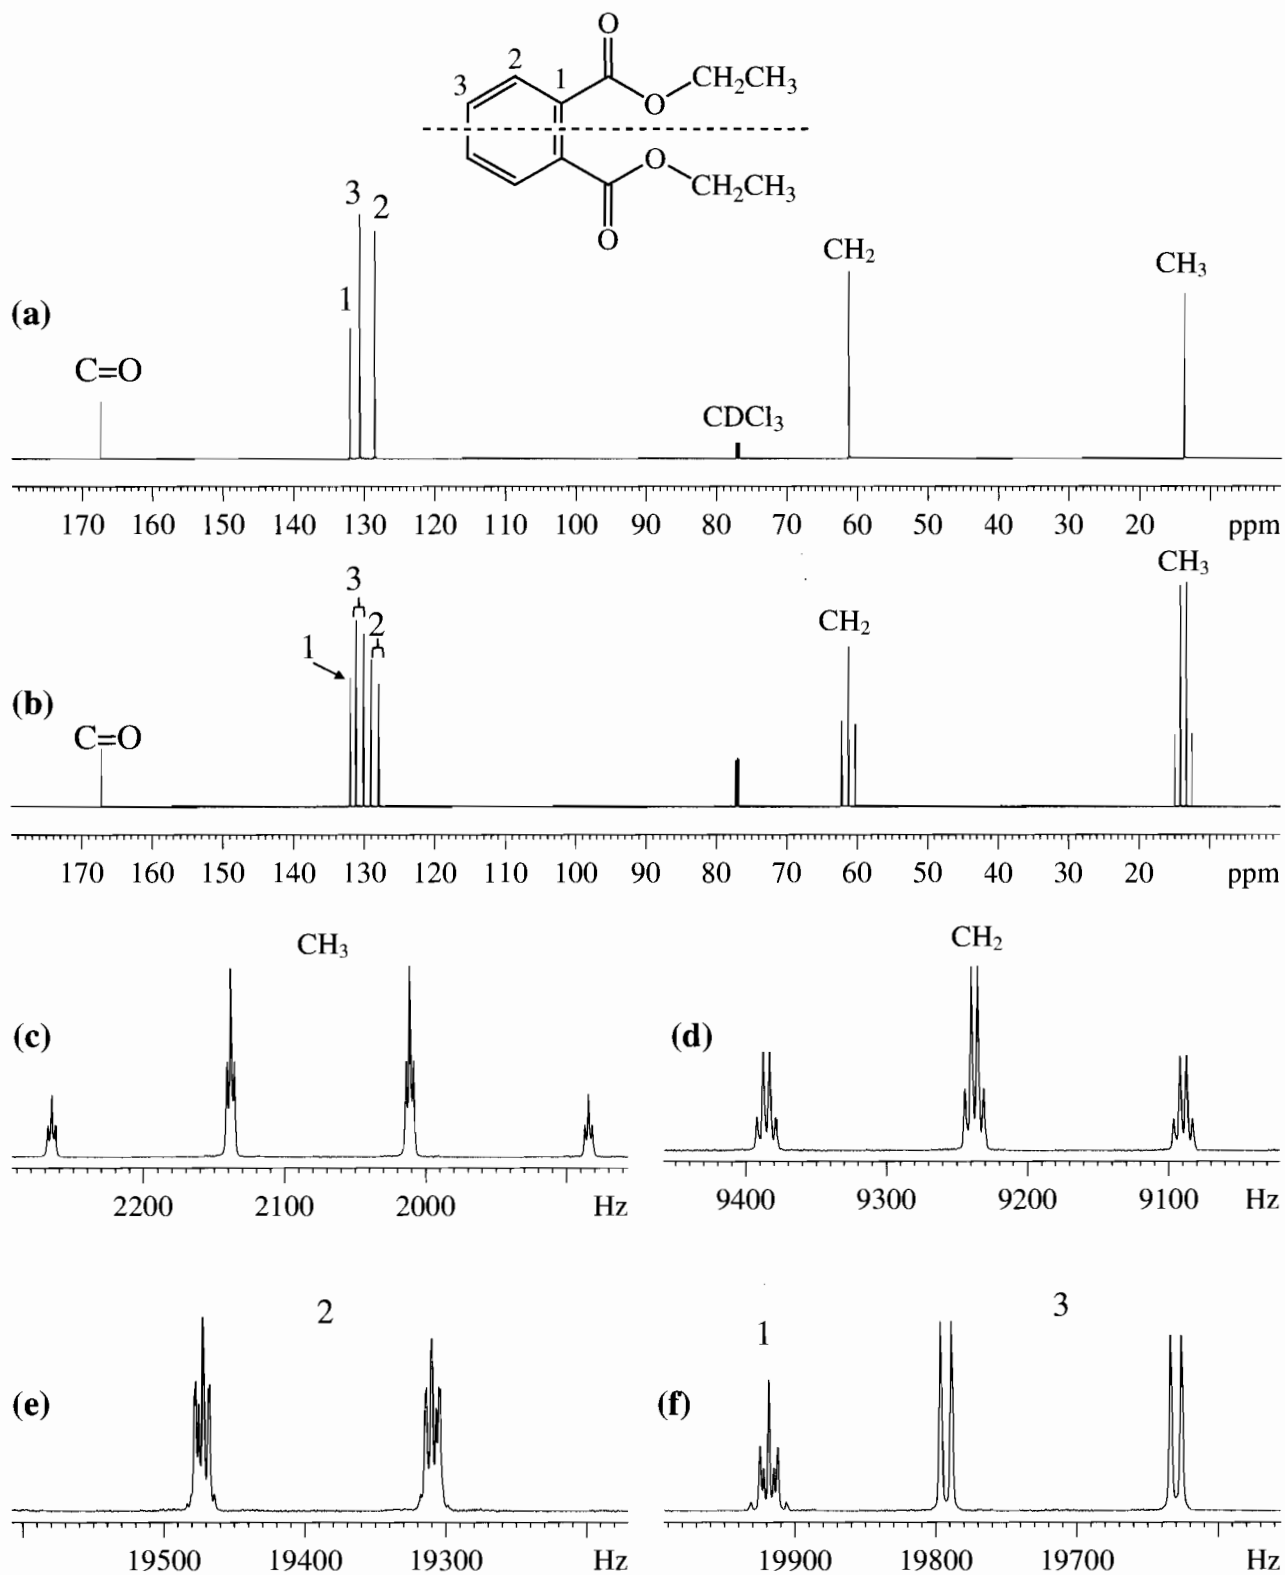 O
2
3
1
CH₂CH₃
O
O
CH₂CH₃
O
3
2
CH₂
CH₃
1
(a)
C=O
CDCl₃
170 160 150 140 130 120 110 100 90 80 70 60 50 40 30 20 ppm
3
CH₃
2
CH₂
1
(b)
C=O
170 160 150 140 130 120 110 100 90 80 70 60 50 40 30 20 ppm
CH₃
CH₂
(c)
(d)
2200 2100 2000 Hz
9400 9300 9200 9100 Hz
2
3
1
(e)
(f)
19500 19400 19300 Hz
19900 19800 19700 Hz